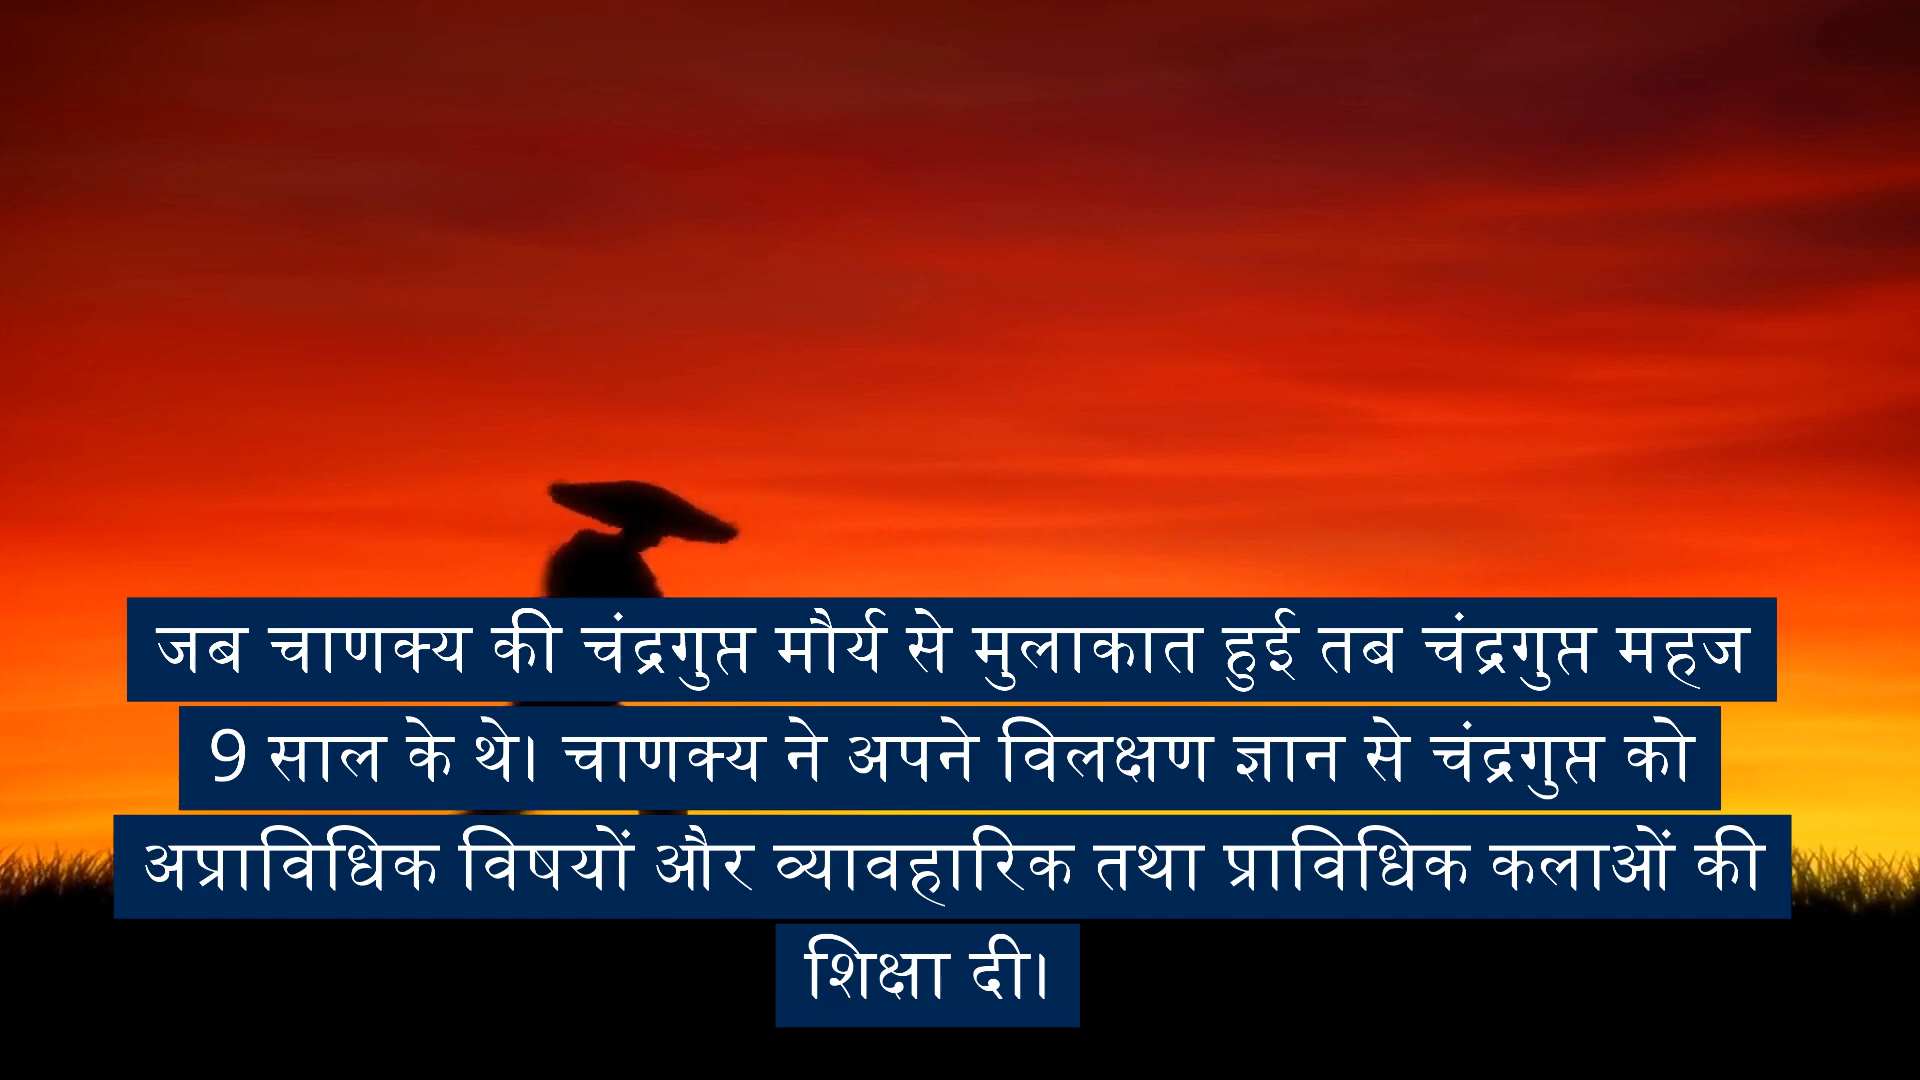 जब चाणक्य की चंद्रगुप्त मौर्य से मुलाकात हुई तब चंद्रगुप्त महज
9 साल के थे। चाणक्य ने अपने विलक्षण ज्ञान से चंद्रगुप्त को
अप्राविधिक विषयों और व्यावहारिक तथा प्राविधिक कलाओं की
शिक्षा दी।